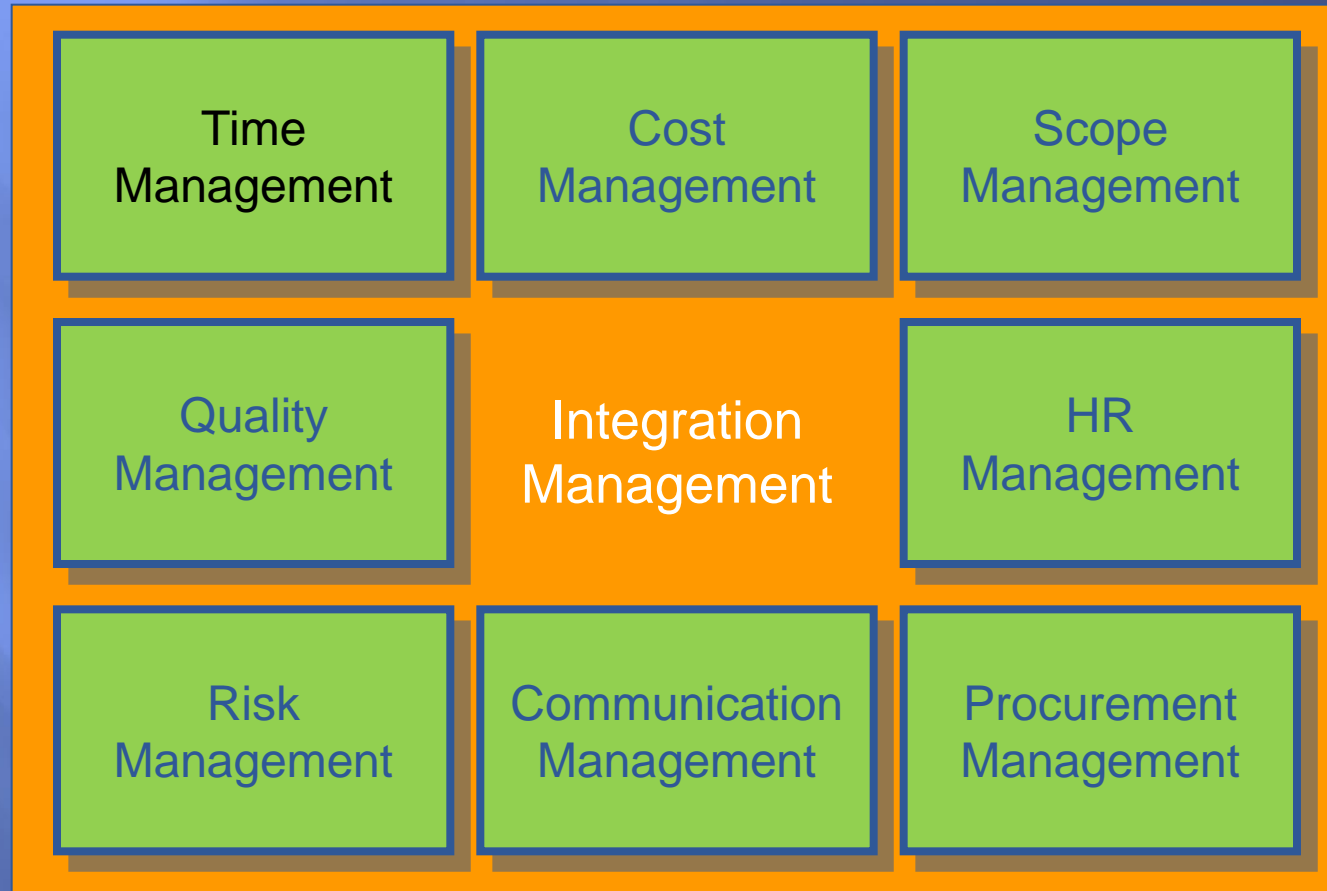 Time
Management
Cost
Management
Scope
Management
Quality
Management
Integration
Management
HR
Management
Risk
Management
Communication
Management
Procurement
Management